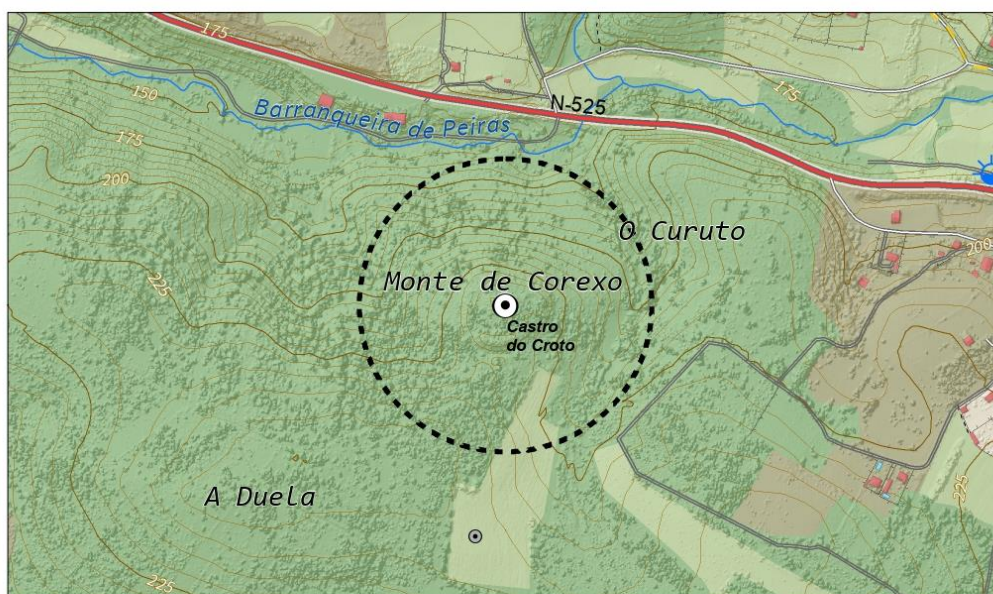 175
N-525
175
150
Barranqueira de Peiras
175
200
O Curuto
200
225
Monte de Corexo
Castro
do Croto
A Duela
225
225